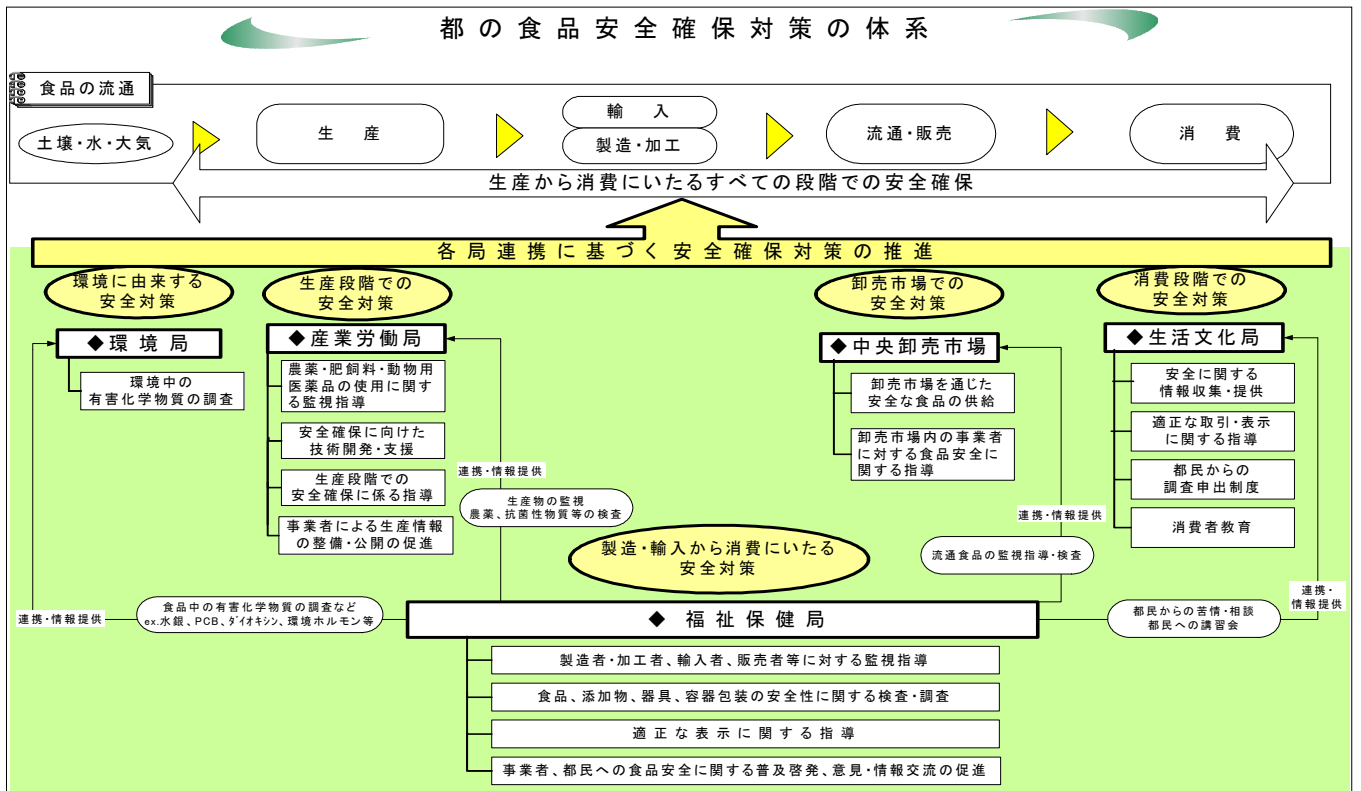 都の食品安全確保対策の体系
食品の流通
土壌・水・大気
生産
輸入
製造・加工
流通・販売
消費
生産から消費にいたるすべての段階での安全確保
各局連携に基づく安全確保対策の推進
環境に由来する
安全対策
生産段階での
安全対策
卸売市場での
安全対策
消費段階での
安全対策
◆環境局
環境中の
有害化学物質の調査
◆産業労働局
農薬・肥飼料・動物用
医薬品の使用に関す
る監視指導
安全確保に向けた
技術開発・支援
生産段階での
安全確保に係る指導
事業者による生産情報
の整備・公開の促進
◆中央卸売市場
卸売市場を通じた
安全な食品の供給
卸売市場内の事業者
に対する食品安全に
関する指導
◆生活文化局
安全に関する
情報収集・提供
適正な取引・表示
に関する指導
都民からの
調査申出制度
消費者教育
連携・情報提供
生産物の監視
農薬、抗菌性物質等の検査
製造・輸入から消費にいたる
安全対策
連携・情報提供
流通食品の監視指導・検査
連携・情報提供
食品中の有害化学物質の調査など
ex.水銀、PCB、ダイオキシン、環境ホルモン等
◆ 福祉保健局
都民からの苦情・相談
都民への講習会
連携・
情報提供
製造者・加工者、輸入者、販売者等に対する監視指導
食品、添加物、器具、容器包装の安全性に関する検査・調査
適正な表示に関する指導
事業者、都民への食品安全に関する普及啓発、意見・情報交流の促進